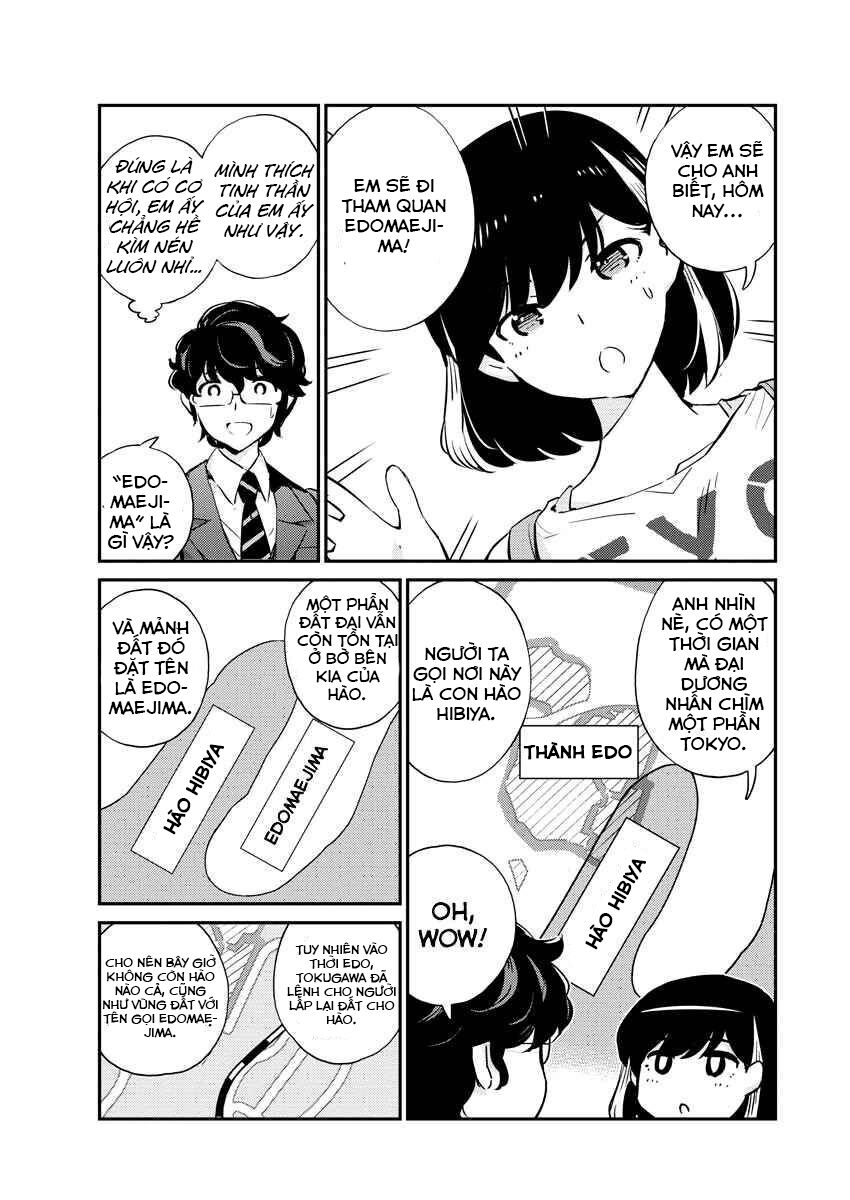 VẬY EM SẼ
CHO ANH
BIẾT, HÔM
NAY...
EM SẼ ĐI
THAM QUAN
EDOMAEJI-
MA!
MÌNH THÍCH
TINH THẦN
CỦA EM ẤY
NHƯ VẬY.
ĐÚNG LÀ
KHI CÓ CƠ
HỘI, EM ẤY
CHẲNG HỀ
KÌM NÉN
LUÔN NHỈ...
"EDO-
MAEJI-
MA" LÀ
GÌ VẬY?
ANH NHÌN
NÈ, CÓ MỘT
THỜI GIAN
MÀ ĐẠI
DƯƠNG
NHẤN CHÌM
MỘT PHẦN
TOKYO.
NGƯỜI TA
GỌI NƠI NÀY
LÀ CON HÀO
HIBIYA.
THÀNH EDO
HÀO HIBIYA
OH,
WOW!
MỘT PHẦN
ĐẤT ĐAI VẪN
CÒN TỒN TẠI
Ở BỜ BÊN
KIA CỦA
HÀO.
VÀ MẢNH
ĐẤT ĐÓ
ĐẶT TÊN
LÀ EDO-
MAEJIMA.
HÀO HIBIYA
EDOMAEJIMA
TUY NHIÊN VÀO
THỜI EDO,
TOKUGAWA ĐÃ
LỆNH CHO NGƯỜI
LẤP LẠI ĐẤT CHO
HÀO.
CHO NÊN BÂY GIỜ
KHÔNG CÒN HÀO
NÀO CẢ, CŨNG
NHƯ VÙNG ĐẤT VỚI
TÊN GỌI EDOMAE-
JIMA.